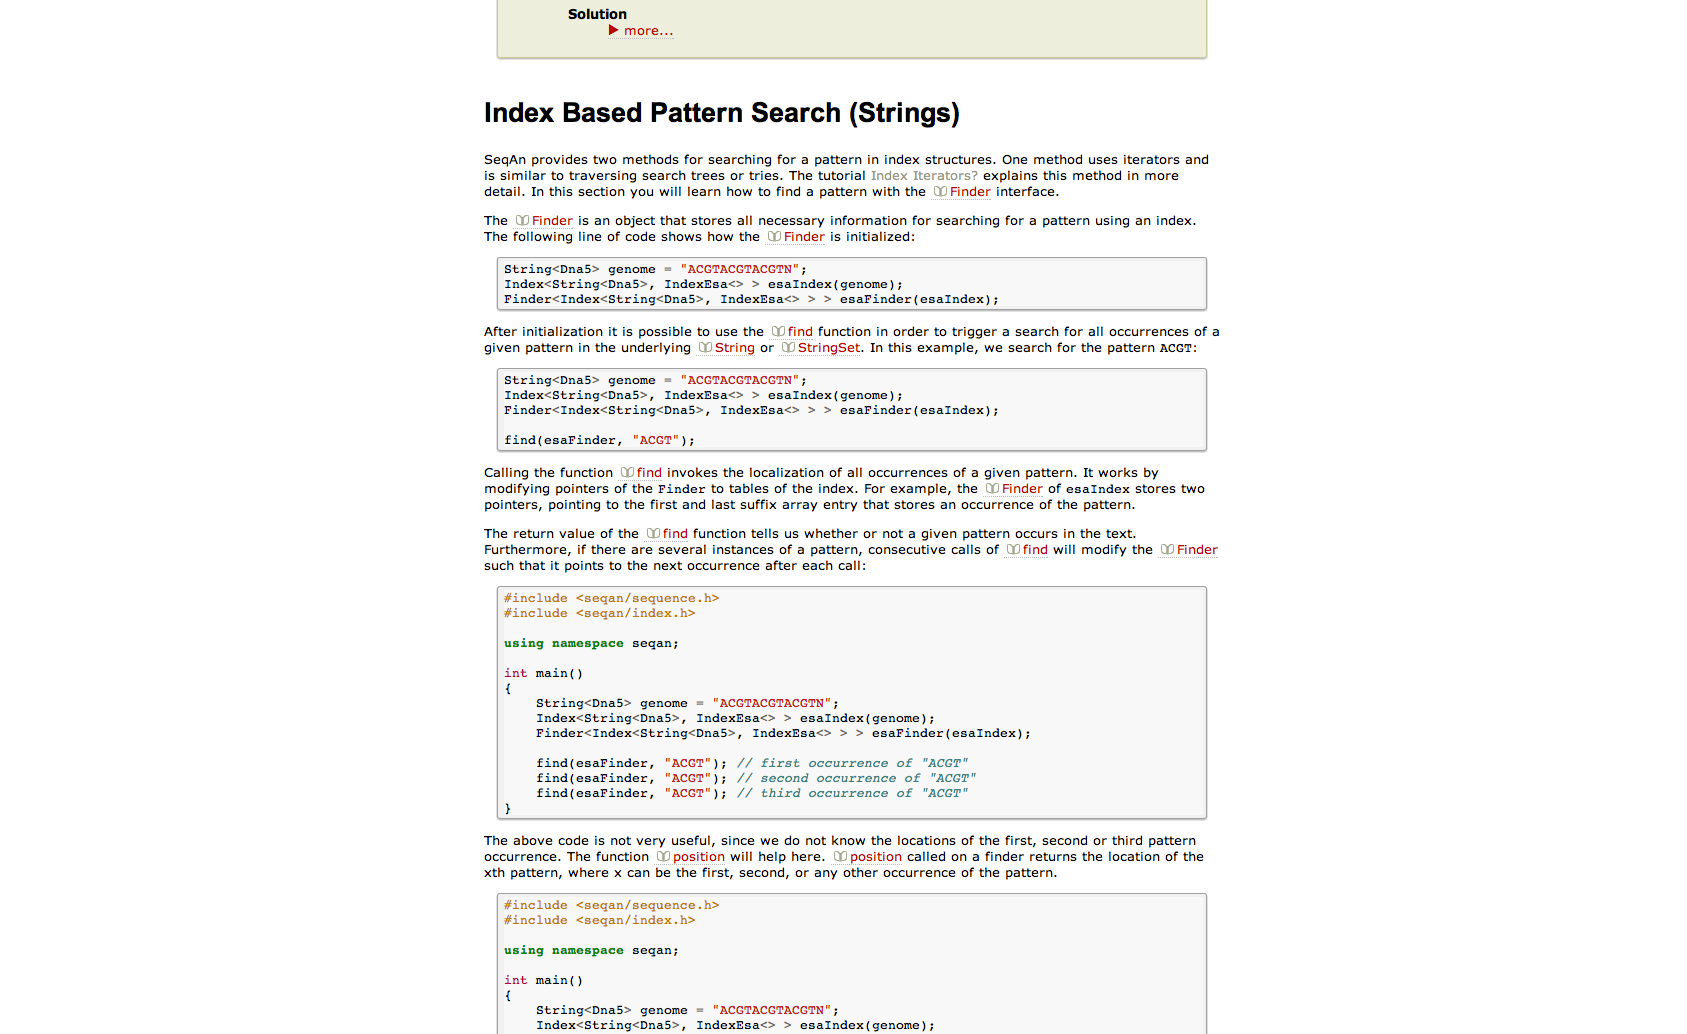 Solution
more...
Index Based Pattern Search (Strings)
SeqAn provides two methods for searching for a pattern in index structures. One method uses iterators and
is similar to traversing search trees or tries. The tutorial Index Iterators? explains this method in more
detail. In this section you will learn how to find a pattern with the Finder interface.
The Finder is an object that stores all necessary information for searching for a pattern using an index.
The following line of code shows how the Finder is initialized:
String<Dna5> genome = "ACGTACGTACGTN";
Index<String<Dna5>, IndexEsa<> > esaIndex(genome);
Finder<Index<String<Dna5>, IndexEsa<> > > esaFinder(esaIndex);
After initialization it is possible to use the find function in order to trigger a search for all occurrences of a
given pattern in the underlying String or StringSet. In this example, we search for the pattern ACGT:
String<Dna5> genome = "ACGTACGTACGTN";
Index<String<Dna5>, IndexEsa<> > esaIndex(genome);
Finder<Index<String<Dna5>, IndexEsa<> > > esaFinder(esaIndex);
find(esaFinder, "ACGT");
Calling the function find invokes the localization of all occurrences of a given pattern. It works by
modifying pointers of the Finder to tables of the index. For example, the Finder of esaIndex stores two
pointers, pointing to the first and last suffix array entry that stores an occurrence of the pattern.
The return value of the find function tells us whether or not a given pattern occurs in the text.
Furthermore, if there are several instances of a pattern, consecutive calls of find will modify the Finder
such that it points to the next occurrence after each call:
#include <seqan/sequence.h>
#include <seqan/index.h>
using namespace seqan;
int main()
{
String<Dna5> genome = "ACGTACGTACGTN";
Index<String<Dna5>, IndexEsa<> > esaIndex(genome);
Finder<Index<String<Dna5>, IndexEsa<> > > esaFinder(esaIndex);
find(esaFinder, "ACGT"); // first occurrence of "ACGT"
find(esaFinder, "ACGT"); // second occurrence of "ACGT"
find(esaFinder, "ACGT"); // third occurrence of "ACGT"
}
The above code is not very useful, since we do not know the locations of the first, second or third pattern
occurrence. The function position will help here. position called on a finder returns the location of the
xth pattern, where x can be the first, second, or any other occurrence of the pattern.
#include <seqan/sequence.h>
#include <seqan/index.h>
using namespace seqan;
int main()
{
String<Dna5> genome = "ACGTACGTACGTN";
Index<String<Dna5>, IndexEsa<> > esaIndex(genome);